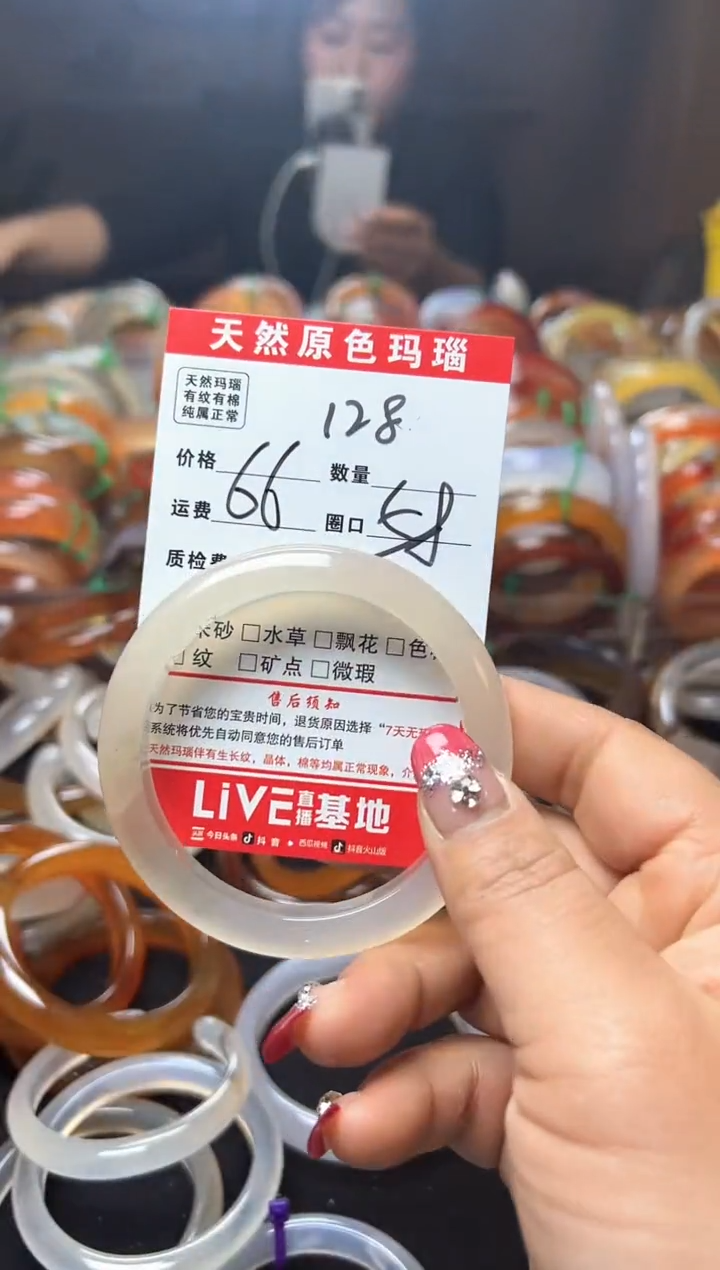 天然原色玛瑙
天然玛瑙
有纹有棉
纯属正常
128
价格 66 数量
运费 圈口 58
质检费
朱砂 □水草 □飘花 □色
□纹 □矿点 □微瑕
售后须知
为了节省您的宝贵时间，退货原因选择“7天无
系统将优先自动同意您的售后订单
天然玛瑙伴有生长纹，晶体，棉等均属正常现象，介
LiVE直播基地
今日头条 抖音 西瓜视频 抖音火山版